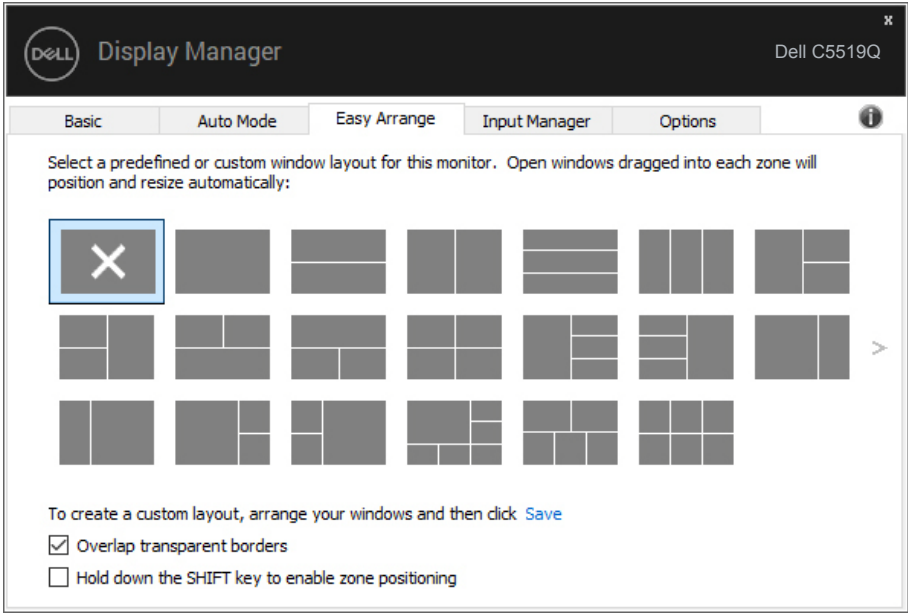 x
DELL Display Manager
Dell C5519Q
Basic Auto Mode Easy Arrange Input Manager Options
Select a predefined or custom window layout for this monitor. Open windows dragged into each zone will
position and resize automatically:
>
To create a custom layout, arrange your windows and then click Save
Overlap transparent borders
Hold down the SHIFT key to enable zone positioning